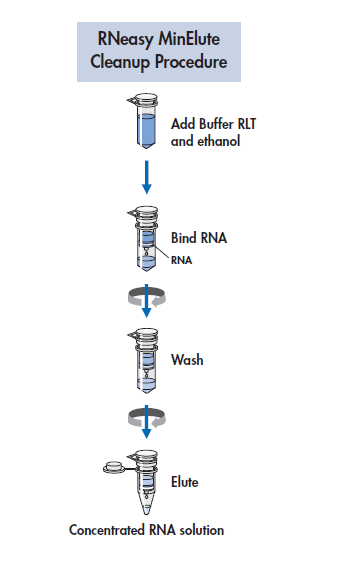 RNeasy MinElute
Cleanup Procedure
Add Buffer RLT
and ethanol
Bind RNA
RNA
Wash
Elute
Concentrated RNA solution